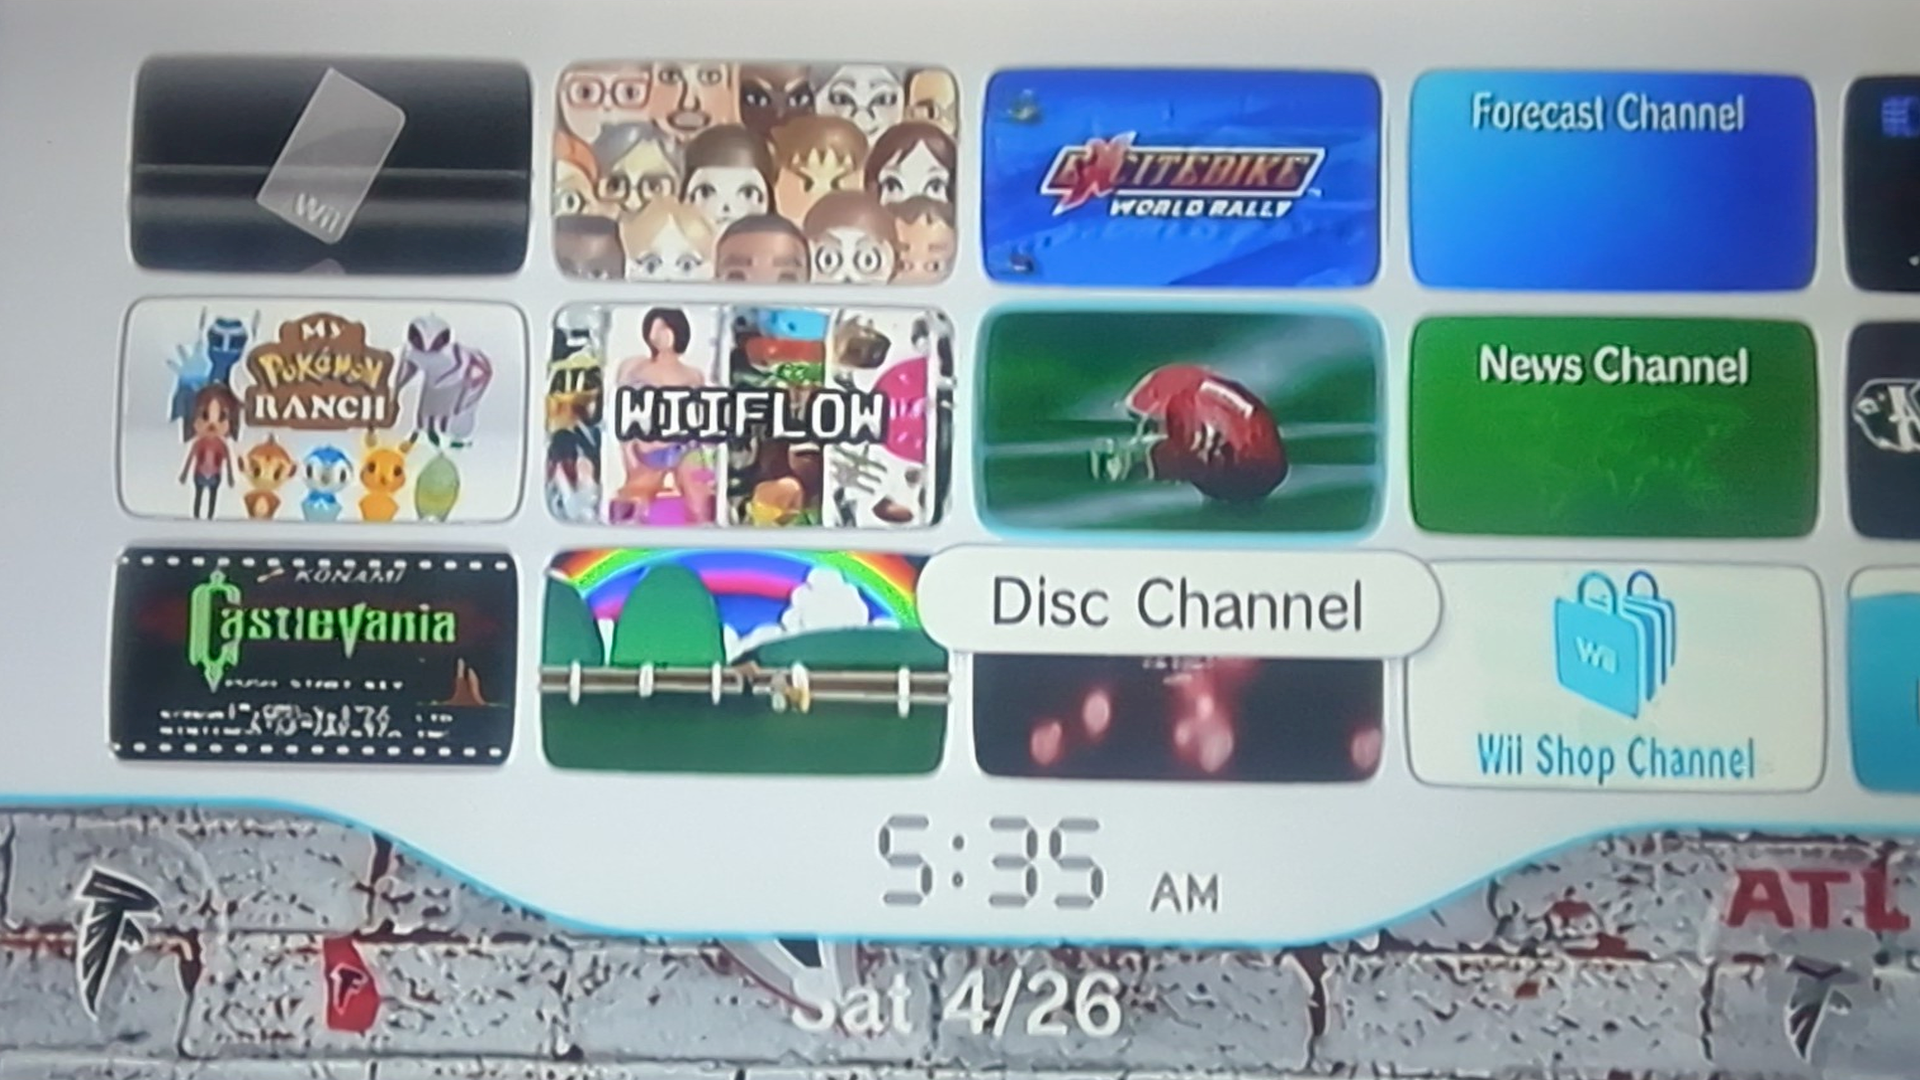 Wii
EXCITEBIKE
WORLD RALLY
Forecast Channel
MY
Pokémon
RANCH
WIIFLOW
News Channel
KONAMI
Castlevania
Disc Channel
Wii
Wii Shop Channel
5:35 AM
ATL
Sat 4/26